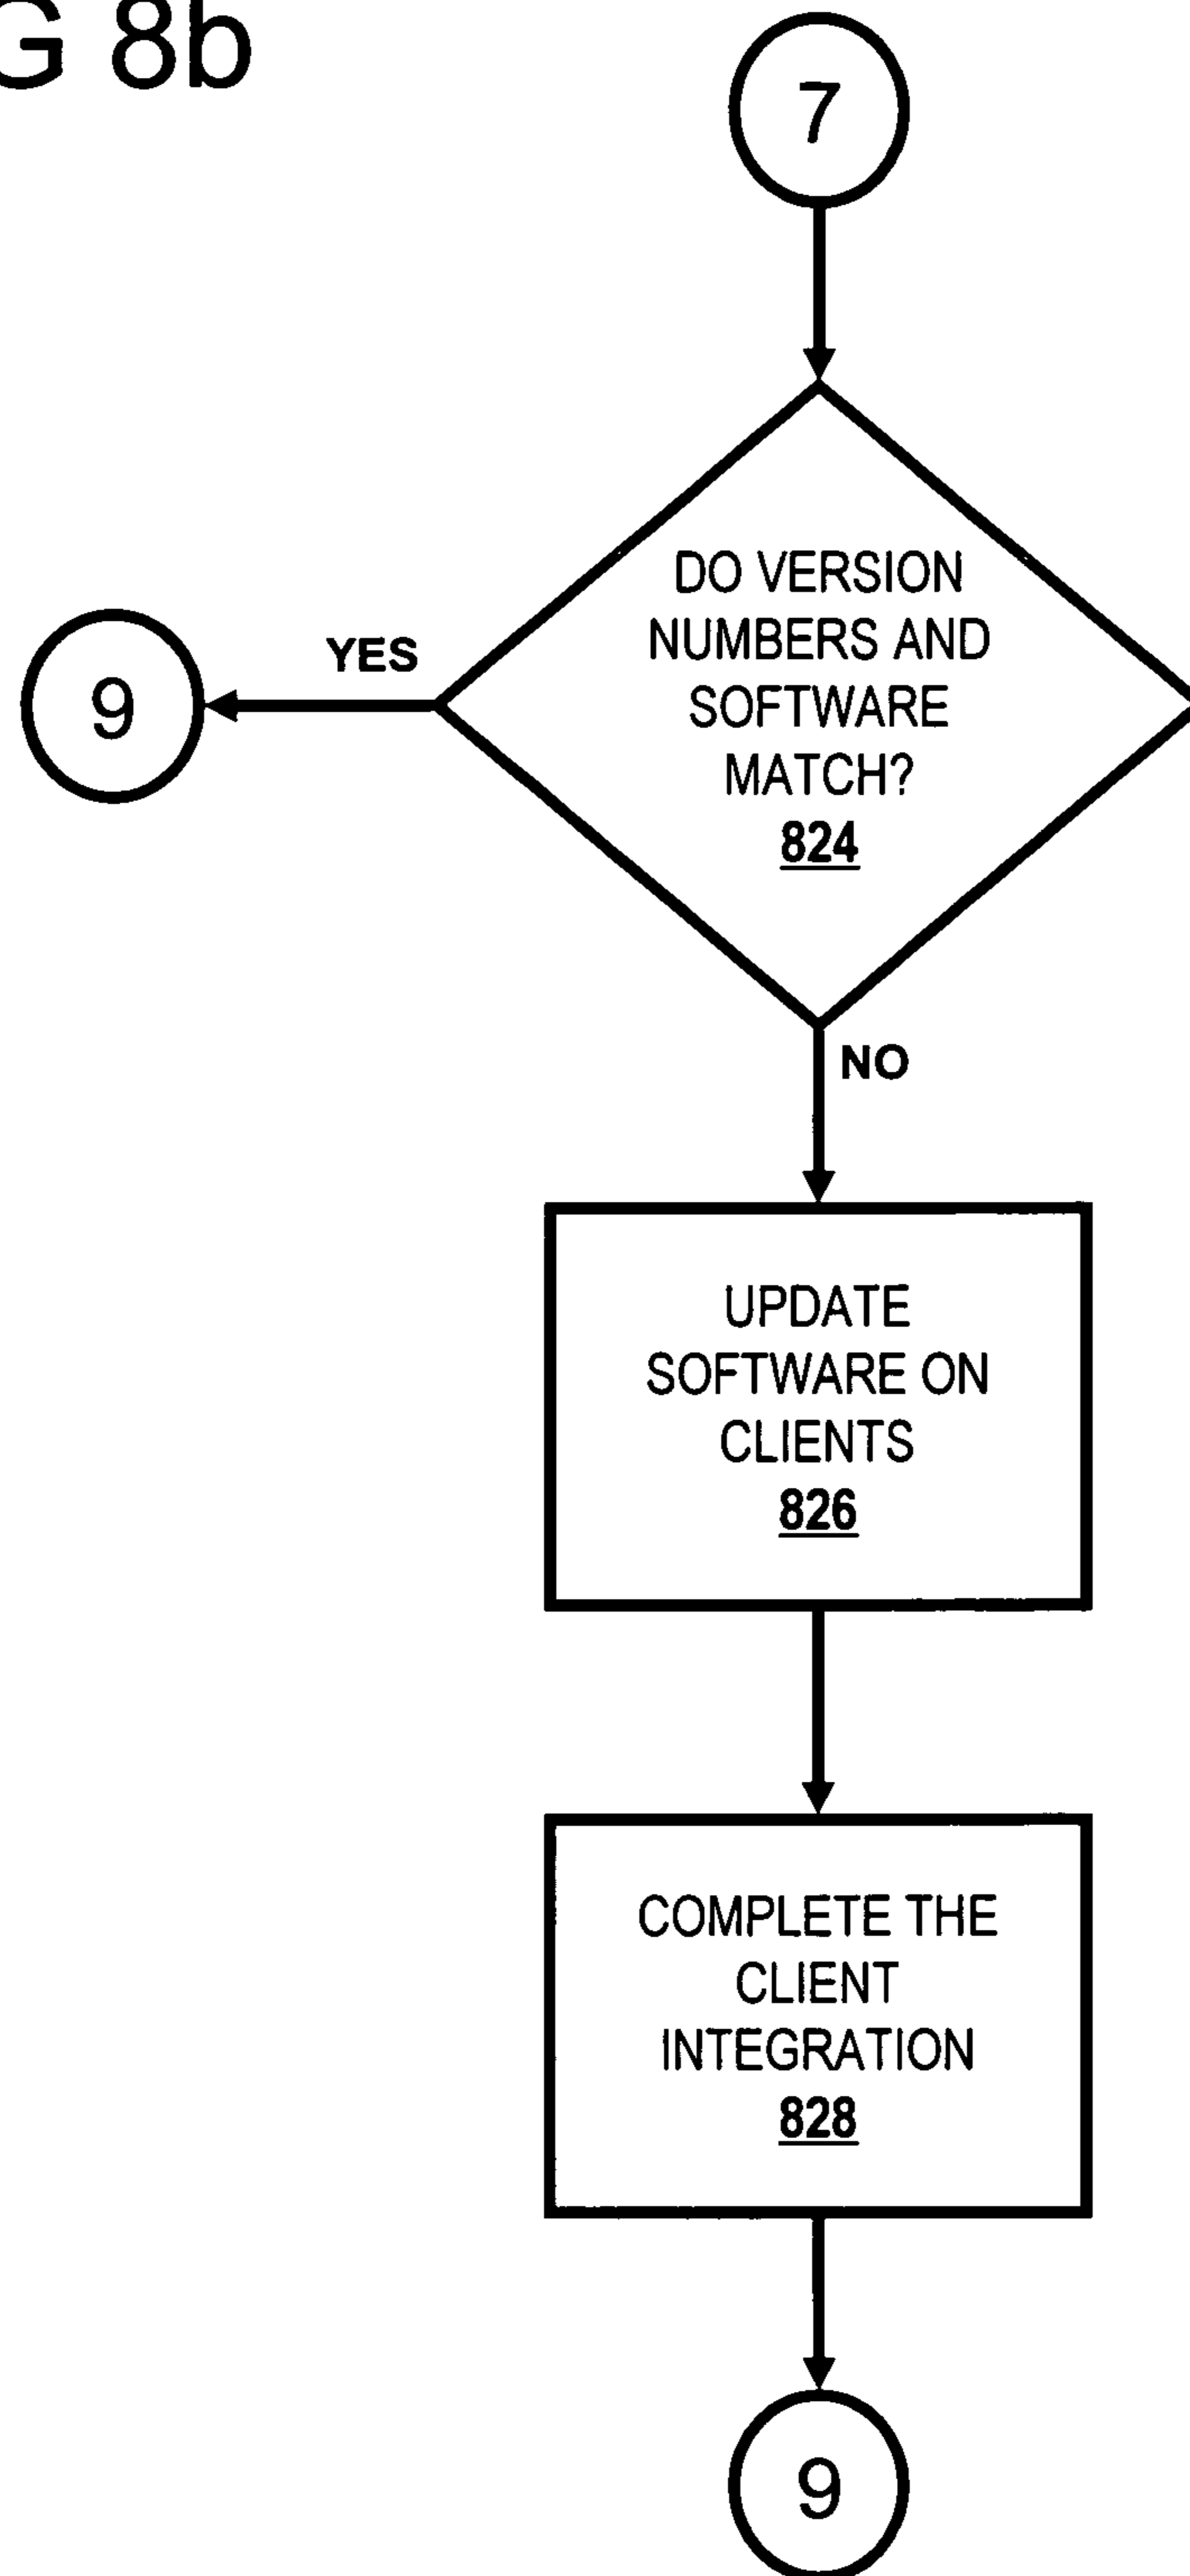 G 8b
7
DO VERSION
NUMBERS AND
SOFTWARE
MATCH?
824
YES
9
NO
UPDATE
SOFTWARE ON
CLIENTS
826
COMPLETE THE
CLIENT
INTEGRATION
828
9